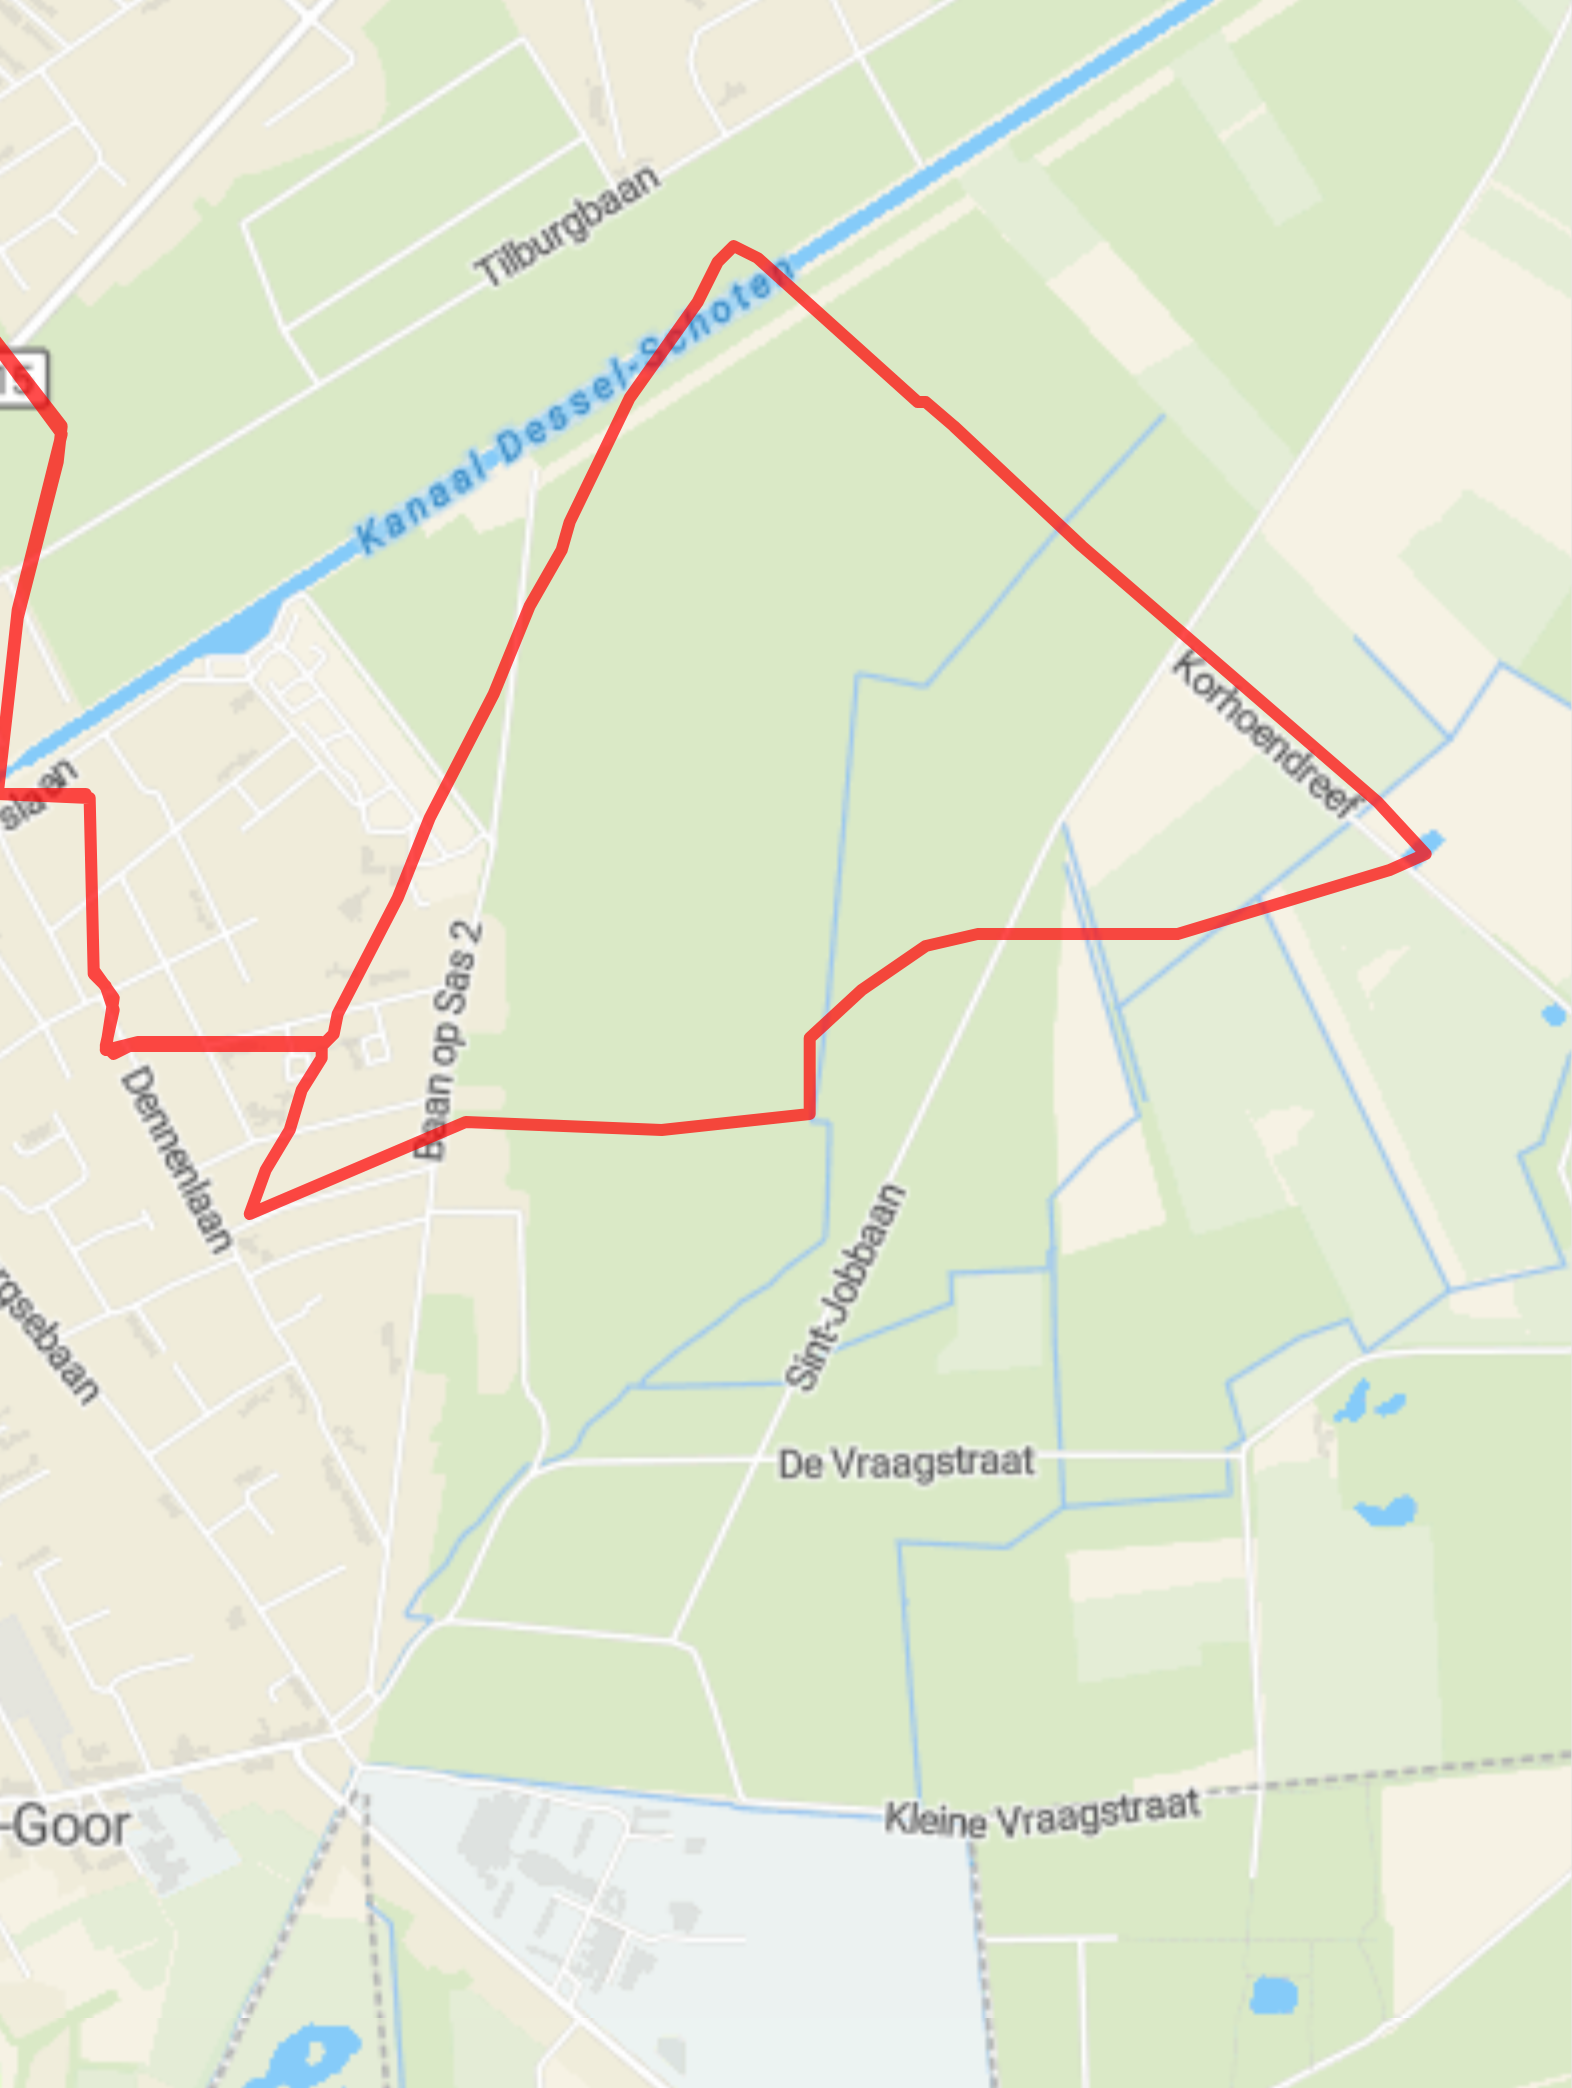 Tilburgbaan
Kanaal Dessel-Schoten
15
slaan
Korhoendreef
Baan op Sas 2
Dennenlaan
Sint-Jobbaan
rgsebaan
De Vraagstraat
Kleine Vraagstraat
-Goor